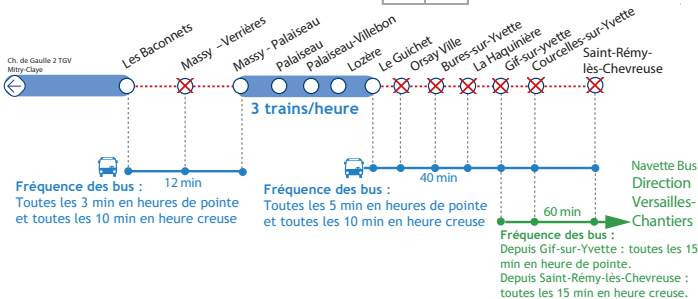 Ch. de Gaulle 2 TGV
Mitry-Claye
Les Baconnets
Massy –Verrières
Massy - Palaiseau
Palaiseau
Palaiseau-Villebon
Lozère
Le Guichet
Orsay Ville
Bures-sur-Yvette
La Haquinière
Gif-sur-yvette
Courcelles-sur-Yvette
Saint-Rémy-
lès-Chevreuse
3 trains/heure
12 min
Fréquence des bus :
Toutes les 3 min en heures de pointe
et toutes les 10 min en heure creuse
40 min
Fréquence des bus :
Toutes les 5 min en heures de pointe
et toutes les 10 min en heure creuse
Navette Bus
Direction
Versailles-
Chantiers
60 min
Fréquence des bus :
Depuis Gif-sur-Yvette : toutes les 15
min en heure de pointe.
Depuis Saint-Rémy-lès-Chevreuse :
toutes les 15 min en heure creuse.